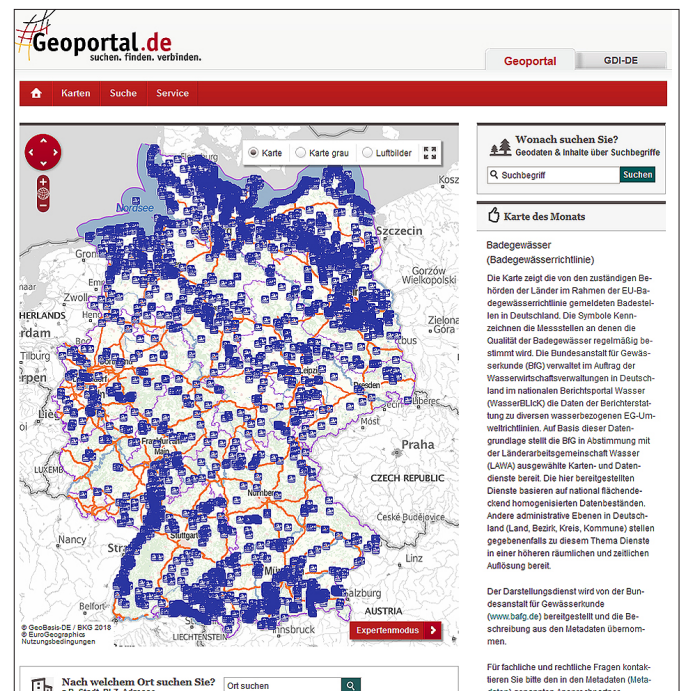 Geoportal.de
suchen. finden. verbinden.
Geoportal
GDI-DE
Karten Suche Service
Karte
Karte grau
Luftbilder
Nordsee
Kosz
Szczecin
Gorzów
Wielkopolski
Zielona
Góra
Zwoll
HERLANDS
rdam
Tilburg
erpen
Leipzig
Dresden
Liberec
Most
Praha
CZECH REPUBLIC
České Budějovice
Frankfurt
Main
LUXEMB
Nürnberg
Nancy
Stuttgart
Linz
Belfort
AUSTRIA
LIECHTENSTEIN
© GeoBasis-DE / BKG 2018
© EuroGeographics
Nutzungsbedingungen
Expertenmodus
Nach welchem Ort suchen Sie?
Ort suchen
Wonach suchen Sie?
Geodaten & Inhalte über Suchbegriffe
Suchbegriff
Suchen
Karte des Monats
Badegewässer
(Badegewässerrichtlinie)
Die Karte zeigt die von den zuständigen Be-
hörden der Länder im Rahmen der EU-Ba-
degewässerrichtlinie gemeldeten Badestel-
len in Deutschland. Die Symbole Kenn-
zeichnen die Messstellen an denen die
Qualität der Badegewässer regelmäßig be-
stimmt wird. Die Bundesanstalt für Gewäs-
serkunde (BfG) verwaltet im Auftrag der
Wasserwirtschaftsverwaltungen in Deutsch-
land im nationalen Berichtsportal Wasser
(WasserBLIcK) die Daten der Berichterstat-
tung zu diversen wasserbezogenen EG-Um-
weltrichtlinien. Auf Basis dieser Daten-
grundlage stellt die BfG in Abstimmung mit
der Länderarbeitsgemeinschaft Wasser
(LAWA) ausgewählte Karten- und Daten-
dienste bereit. Die hier bereitgestellten
Dienste basieren auf national flächende-
ckend homogenisierten Datenbeständen.
Andere administrative Ebenen in Deutsch-
land (Land, Bezirk, Kreis, Kommune) stellen
gegebenenfalls zu diesem Thema Dienste
in einer höheren räumlichen und zeitlichen
Auflösung bereit.
Der Darstellungsdienst wird von der Bun-
desanstalt für Gewässerkunde
(www.bafg.de) bereitgestellt und die Be-
schreibung aus den Metadaten übernom-
men.
Für fachliche und rechtliche Fragen kontak-
tieren Sie bitte den in den Metadaten (Meta-